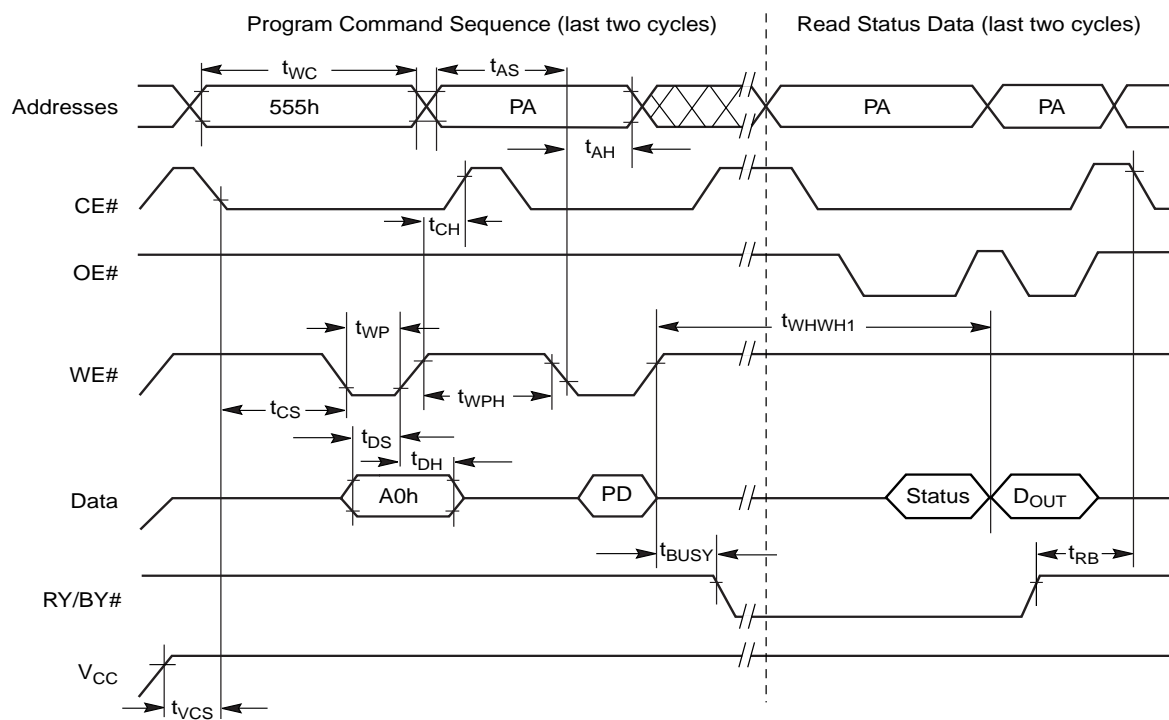 Program Command Sequence (last two cycles) Read Status Data (last two cycles)
tWC tAS
Addresses 555h PA PA PA
tAH
CE#
tCH
OE#
tWP tWHWH1
WE#
tCS tWPH
tDS
tDH
Data A0h PD Status DOUT
tBUSY tRB
RY/BY#
VCC
tVCS